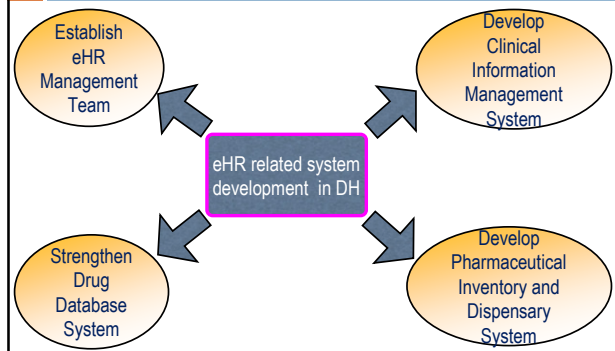 Establish
eHR
Management
Team
Develop
Clinical
Information
Management
System
eHR related system
development in DH
Strengthen
Drug
Database
System
Develop
Pharmaceutical
Inventory and
Dispensary
System